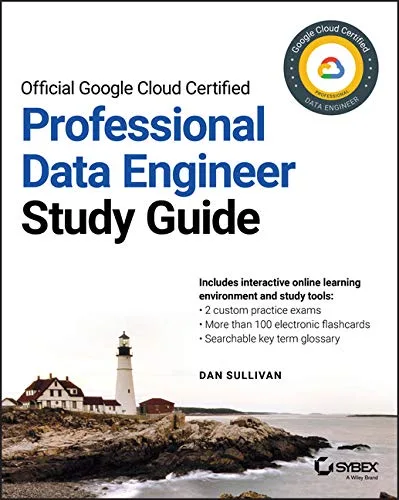 Google Cloud Certified
PROFESSIONAL
DATA ENGINEER
Official Google Cloud Certified
Professional
Data Engineer
Study Guide
Includes interactive online learning
environment and study tools:
• 2 custom practice exams
• More than 100 electronic flashcards
• Searchable key term glossary
DAN SULLIVAN
SYBEX
A Wiley Brand